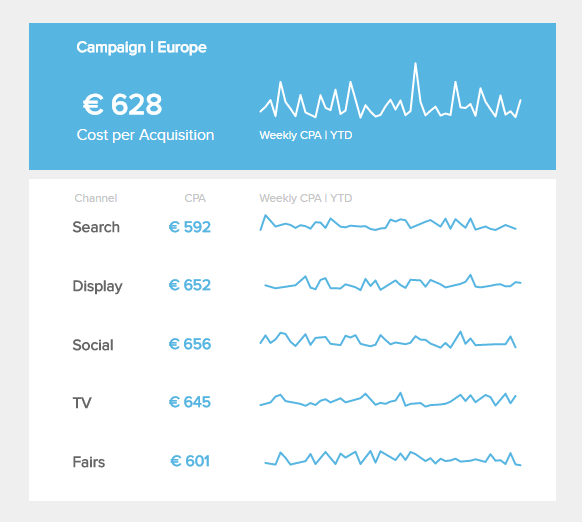 Campaign | Europe
€ 628
Cost per Acquisition
Weekly CPA | YTD
Channel CPA Weekly CPA | YTD
Search € 592
Display € 652
Social € 656
TV € 645
Fairs € 601